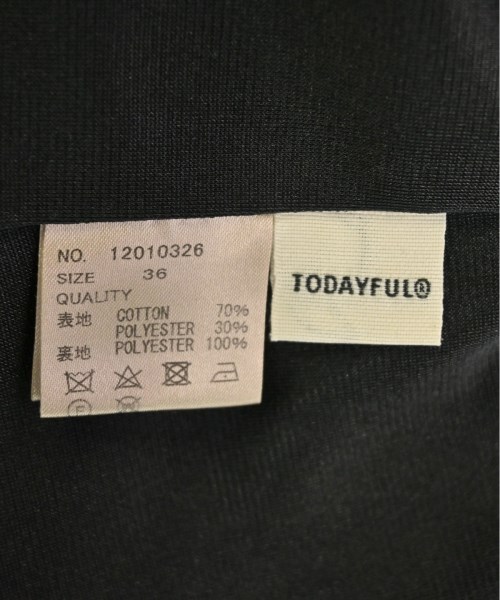 NO. 12010326
SIZE 36
QUALITY
表地 COTTON 70%
POLYESTER 30%
裏地 POLYESTER 100%
TODAYFUL®